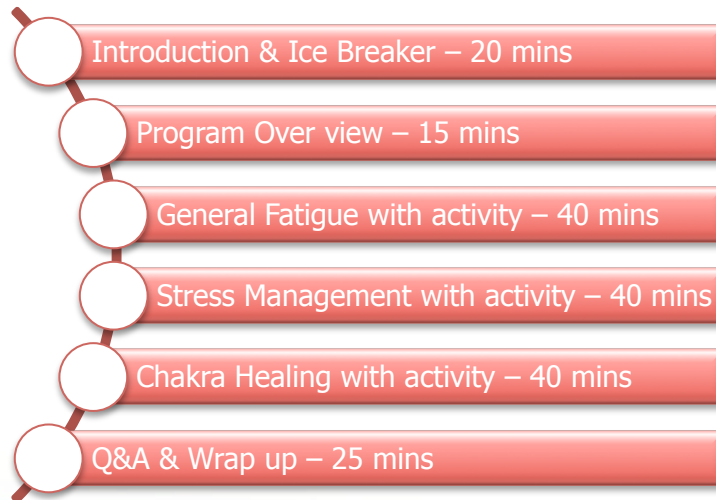 Introduction & Ice Breaker – 20 mins
Program Over view – 15 mins
General Fatigue with activity – 40 mins
Stress Management with activity – 40 mins
Chakra Healing with activity – 40 mins
Q&A & Wrap up – 25 mins